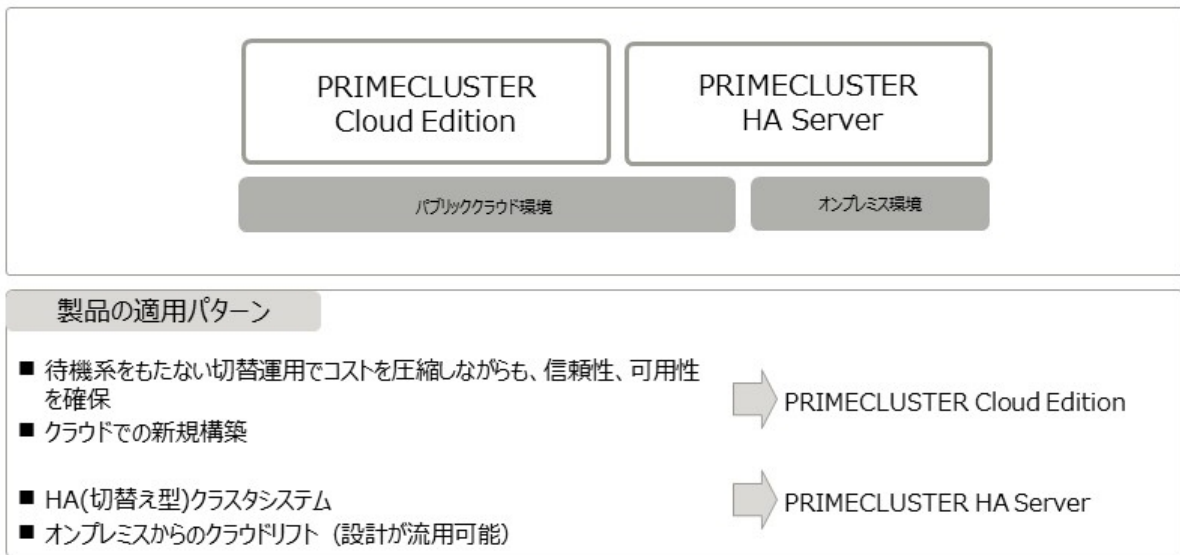 PRIMECLUSTER
Cloud Edition
PRIMECLUSTER
HA Server
パブリッククラウド環境
オンプレミス環境
製品の適用パターン
■ 待機系をもたない切替運用でコストを圧縮しながらも、信頼性、可用性
を確保
■ クラウドでの新規構築
PRIMECLUSTER Cloud Edition
■ HA(切替え型)クラスタシステム
■ オンプレミスからのクラウドリフト（設計が流用可能）
PRIMECLUSTER HA Server